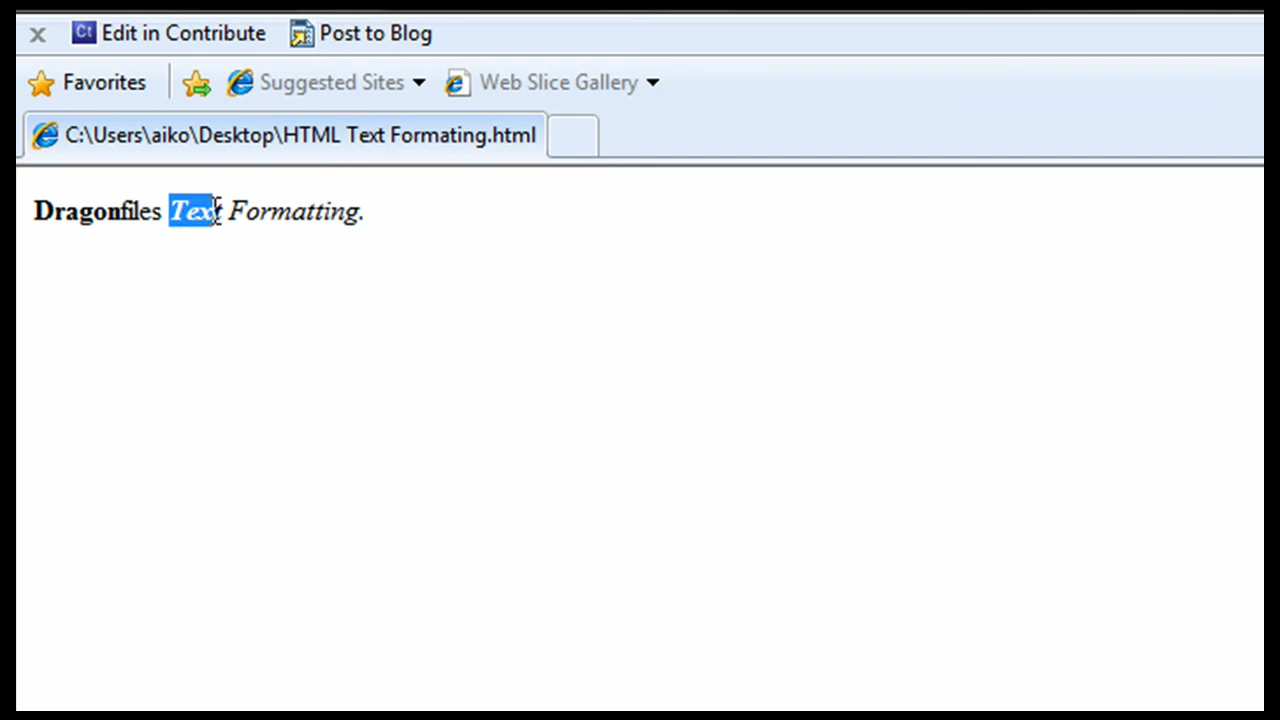 x Edit in Contribute Post to Blog
Favorites Suggested Sites Web Slice Gallery
C:\Users\aiko\Desktop\HTML Text Formating.html
Dragonfiles Text Formatting.